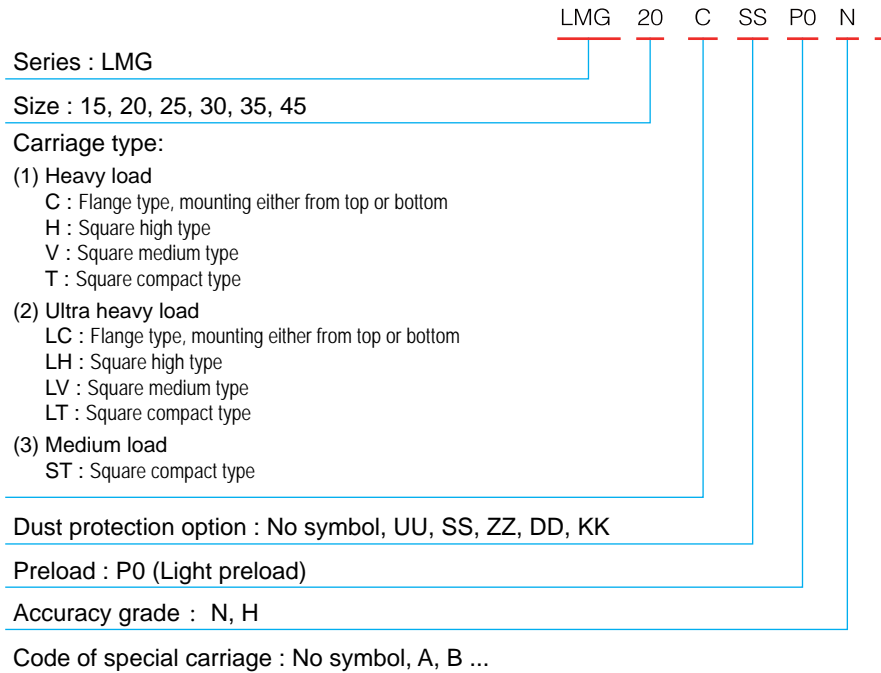 LMG 20 C SS P0 N
Series : LMG
Size : 15, 20, 25, 30, 35, 45
Carriage type:
(1) Heavy load
C : Flange type, mounting either from top or bottom
H : Square high type
V : Square medium type
T : Square compact type
(2) Ultra heavy load
LC : Flange type, mounting either from top or bottom
LH : Square high type
LV : Square medium type
LT : Square compact type
(3) Medium load
ST : Square compact type
Dust protection option : No symbol, UU, SS, ZZ, DD, KK
Preload : P0 (Light preload)
Accuracy grade : N, H
Code of special carriage : No symbol, A, B ...